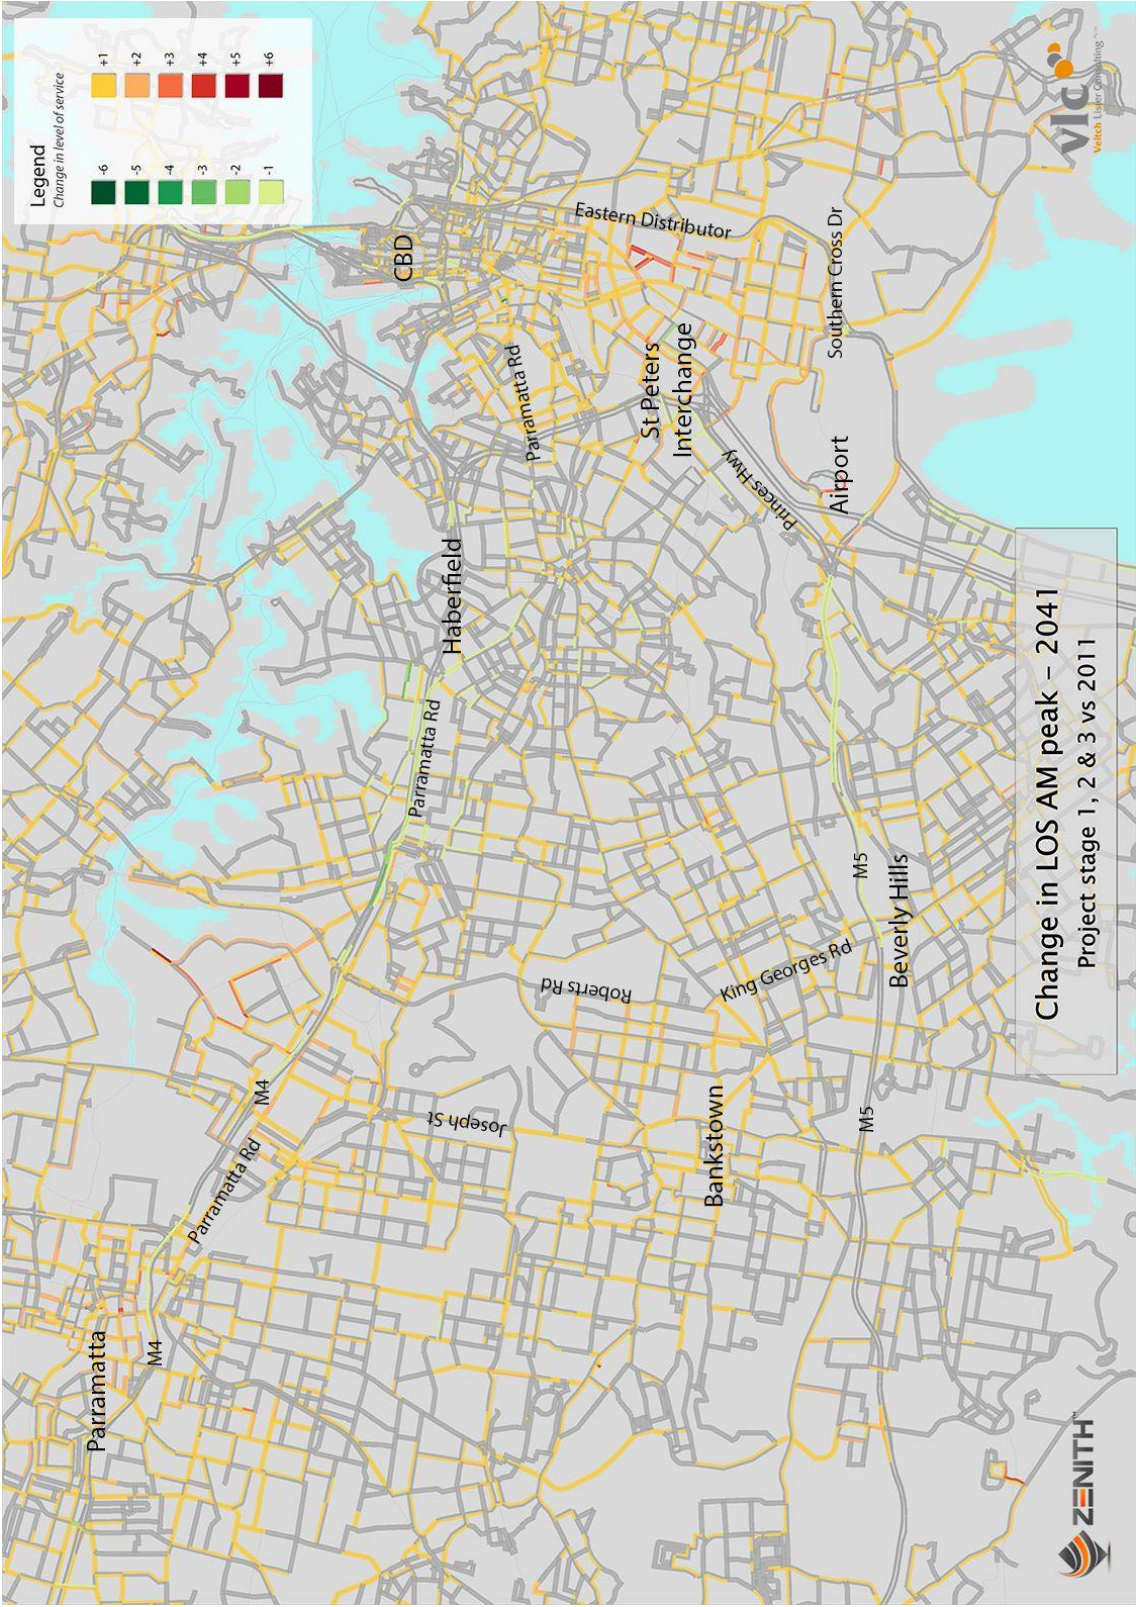 Legend
Change in level of service
-6
-5
-4
-3
-2
-1
+1
+2
+3
+4
+5
+6
Parramatta
M4
Parramatta Rd
M4
Joseph St
Roberts Rd
Parramatta Rd
Haberfield
Parramatta Rd
CBD
Eastern Distributor
St Peters
Interchange
Southern Cross Dr
Princes Hwy
Airport
Bankstown
King Georges Rd
M5
Beverly Hills
M5
Change in LOS AM peak – 2041
Project stage 1, 2 & 3 vs 2011
ZENITH
vlc
Veitch Lister Consulting